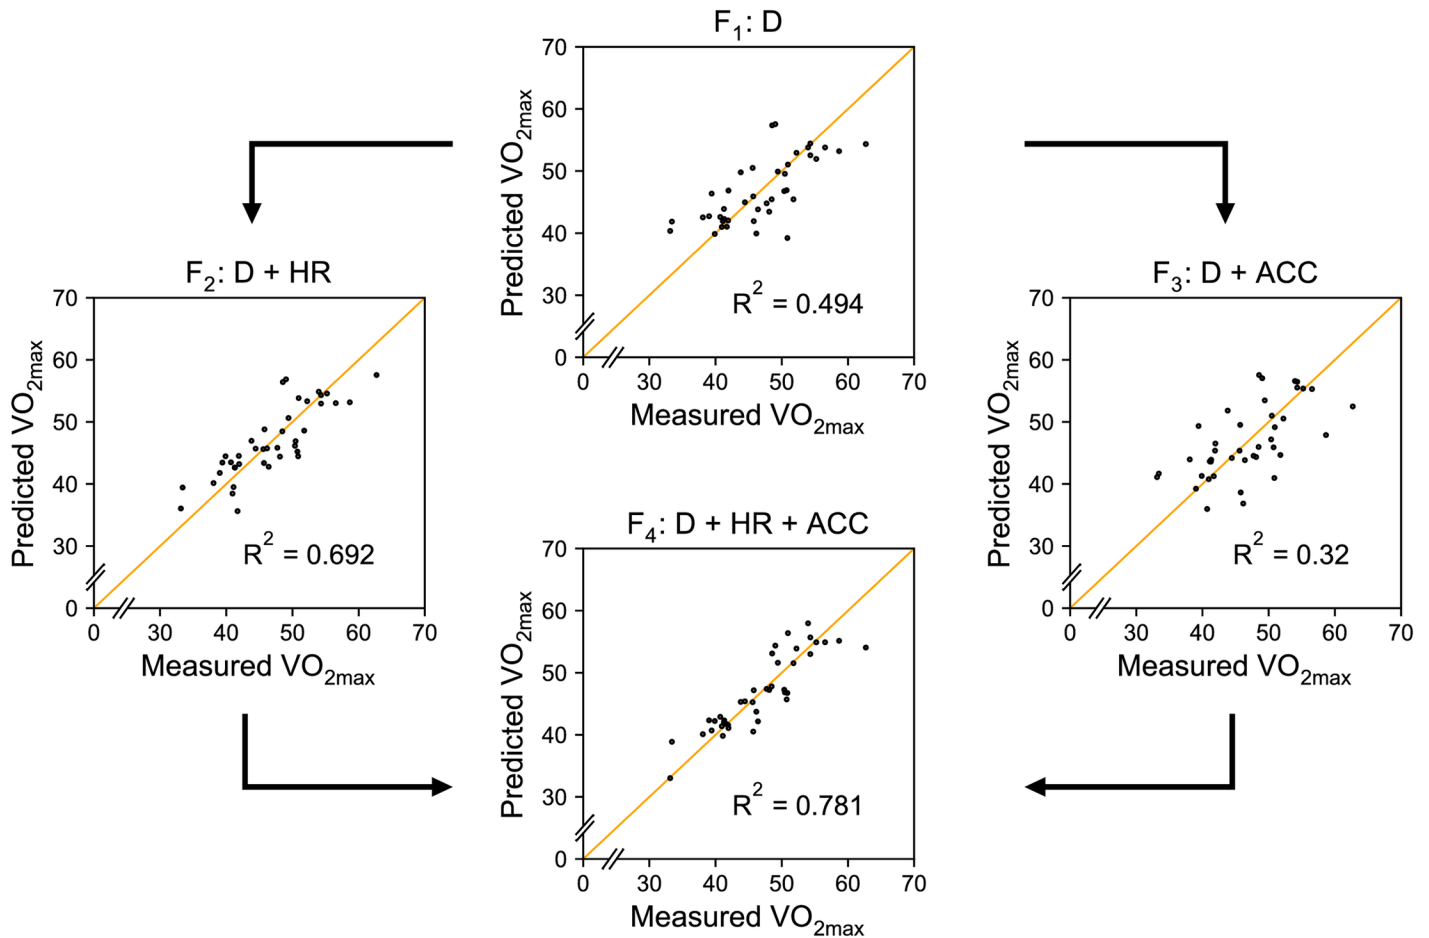 F₁: D
Predicted VO₂max
70
60
50
40
30
0
R² = 0.494
0 30 40 50 60 70
Measured VO₂max
F₂: D + HR
Predicted VO₂max
70
60
50
40
30
0
R² = 0.692
0 30 40 50 60 70
Measured VO₂max
F₃: D + ACC
Predicted VO₂max
70
60
50
40
30
0
R² = 0.32
0 30 40 50 60 70
Measured VO₂max
F₄: D + HR + ACC
Predicted VO₂max
70
60
50
40
30
0
R² = 0.781
0 30 40 50 60 70
Measured VO₂max